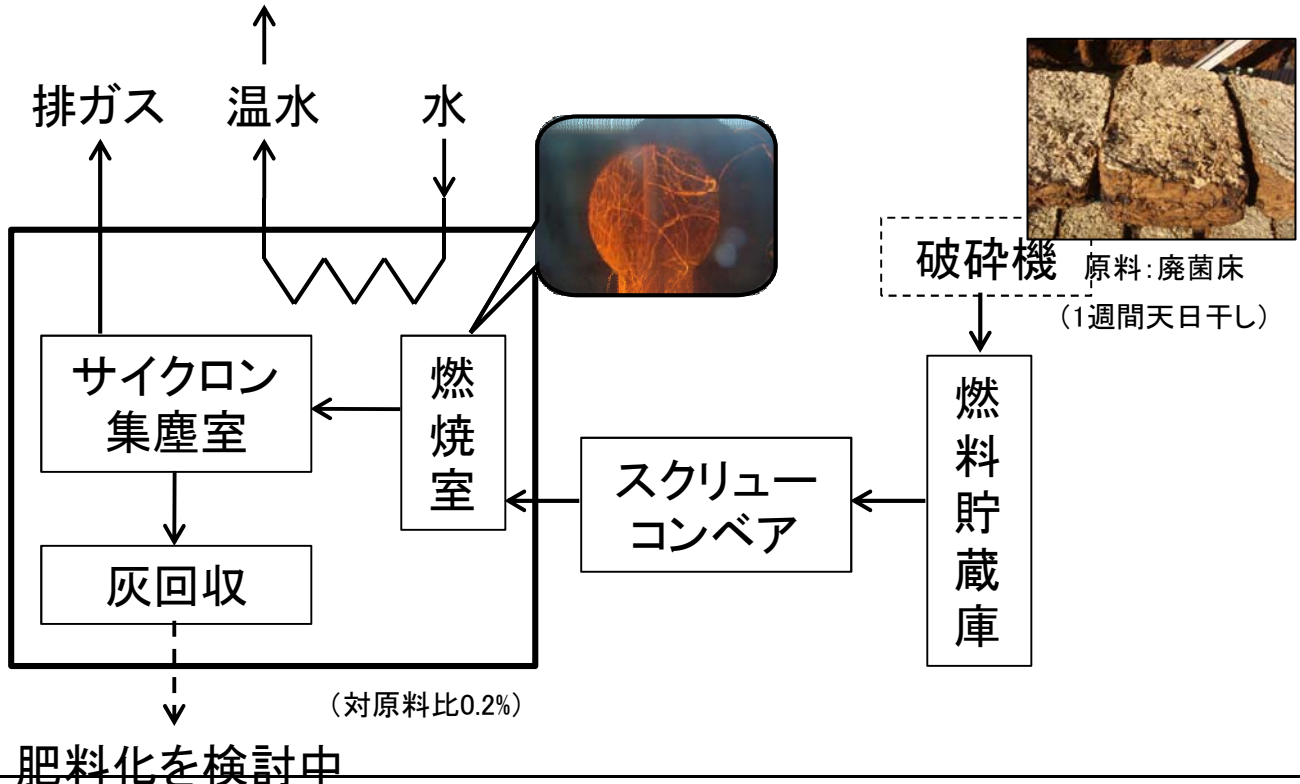 排ガス
温水
水
破砕機
原料:廃菌床
(1週間天日干し)
サイクロン
集塵室
燃焼室
スクリュー
コンベア
燃料貯蔵庫
灰回収
(対原料比0.2%)
肥料化を検討中